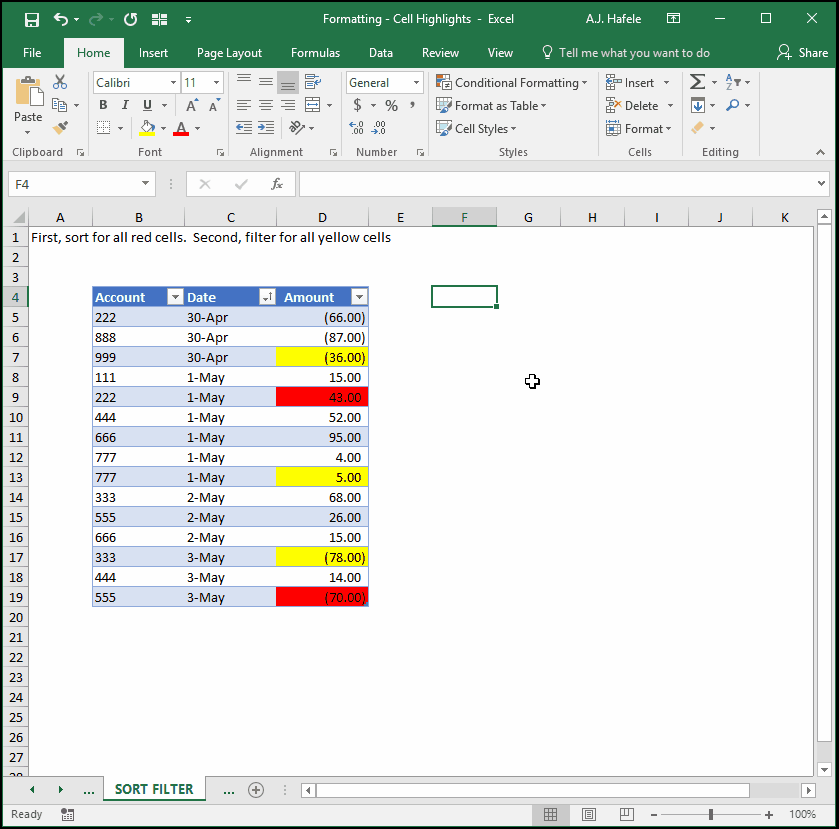 Formatting - Cell Highlights - Excel
A.J. Hafele
File Home Insert Page Layout Formulas Data Review View Tell me what you want to do Share
Calibri 11 General Conditional Formatting Insert
Paste B I U A A $ % , Format as Table Delete
A Cell Styles Format
Clipboard Font Alignment Number Styles Cells Editing
F4 fx
A B C D E F G H I J K
1 First, sort for all red cells. Second, filter for all yellow cells
2
3
4 Account Date Amount
5 222 30-Apr (66.00)
6 888 30-Apr (87.00)
7 999 30-Apr (36.00)
8 111 1-May 15.00
9 222 1-May 43.00
10 444 1-May 52.00
11 666 1-May 95.00
12 777 1-May 4.00
13 777 1-May 5.00
14 333 2-May 68.00
15 555 2-May 26.00
16 666 2-May 15.00
17 333 3-May (78.00)
18 444 3-May 14.00
19 555 3-May (70.00)
20
21
22
23
24
25
26
27
28
... SORT FILTER ...
Ready 100%